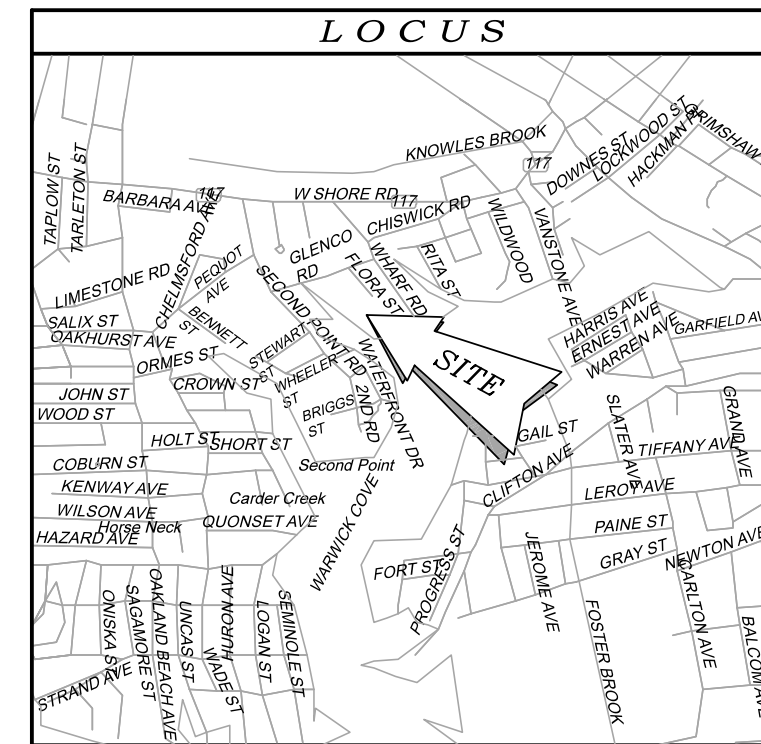 LOCUS
KNOWLES BROOK
117
DOWNES ST
LOCKWOOD ST
HACKMAN
GRIMSHAW
TAPLOW ST
TARLETON ST
BARBARA AVE
117
W SHORE RD
117
CHISWICK RD
WILDWOOD
VANSTONE AVE
CHELMSFORD AVE
PEQUOT
AVE
GLENCO
RD
FLORA ST
WHARF RD
RITA ST
LIMESTONE RD
SALIX ST
OAKHURST AVE
BENNETT
ST
SECOND POINT RD
STEWART
ST
WATERFRONT DR
SITE
HARRIS AVE
ERNEST AVE
WARREN AVE
GARFIELD AV
ORMES ST
CROWN ST
WHEELER
ST
2ND RD
BRIGGS
ST
JOHN ST
WOOD ST
HOLT ST
SHORT ST
GAIL ST
SLATER AVE
TIFFANY AVE
GRAND AVE
COBURN ST
Second Point
CLIFTON AVE
LEROY AVE
KENWAY AVE
Carder Creek
WILSON AVE
Horse Neck
QUONSET AVE
HAZARD AVE
WARWICK COVE
PAINE ST
GRAY ST
NEWTON AVE
JEROME AVE
FORT ST
PROGRESS ST
CARLTON AVE
FOSTER BROOK
BALCOM AVE
ONISKA ST
SAGAMORE ST
OAKLAND BEACH AVE
UNCAS ST
HURON AVE
WADE ST
LOGAN ST
SEMINOLE ST
STRAND AVE